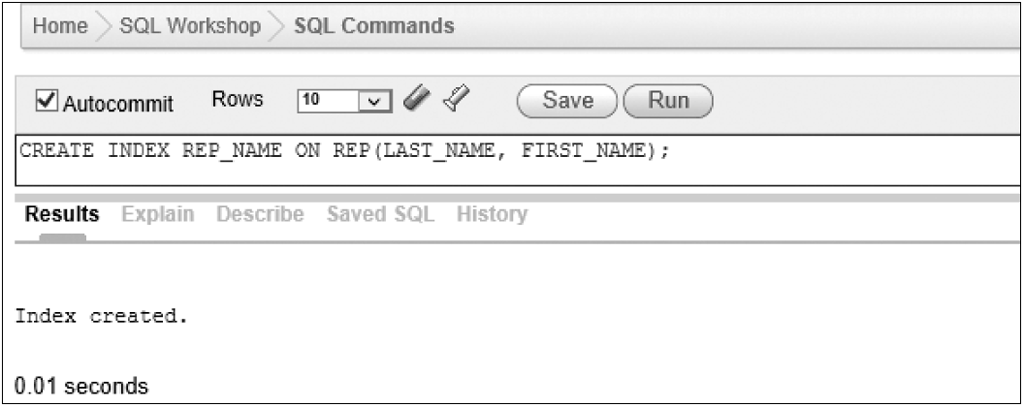 Home SQL Workshop SQL Commands
Autocommit Rows 10 Save Run
CREATE INDEX REP_NAME ON REP(LAST_NAME, FIRST_NAME);
Results Explain Describe Saved SQL History
Index created.
0.01 seconds